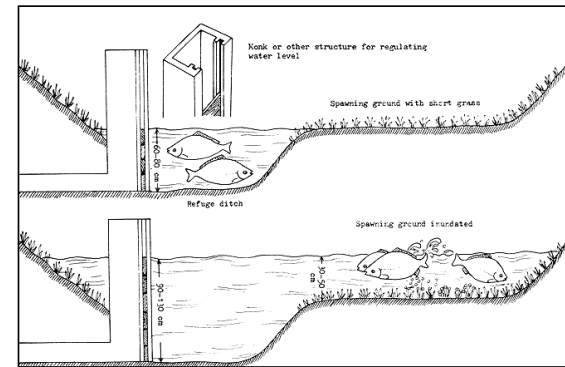 Monk or other structure for regulating
water level
Spawning ground with short grass
60-80 cm
Refuge ditch
Spawning ground inundated
90-130 cm
30-50
cm